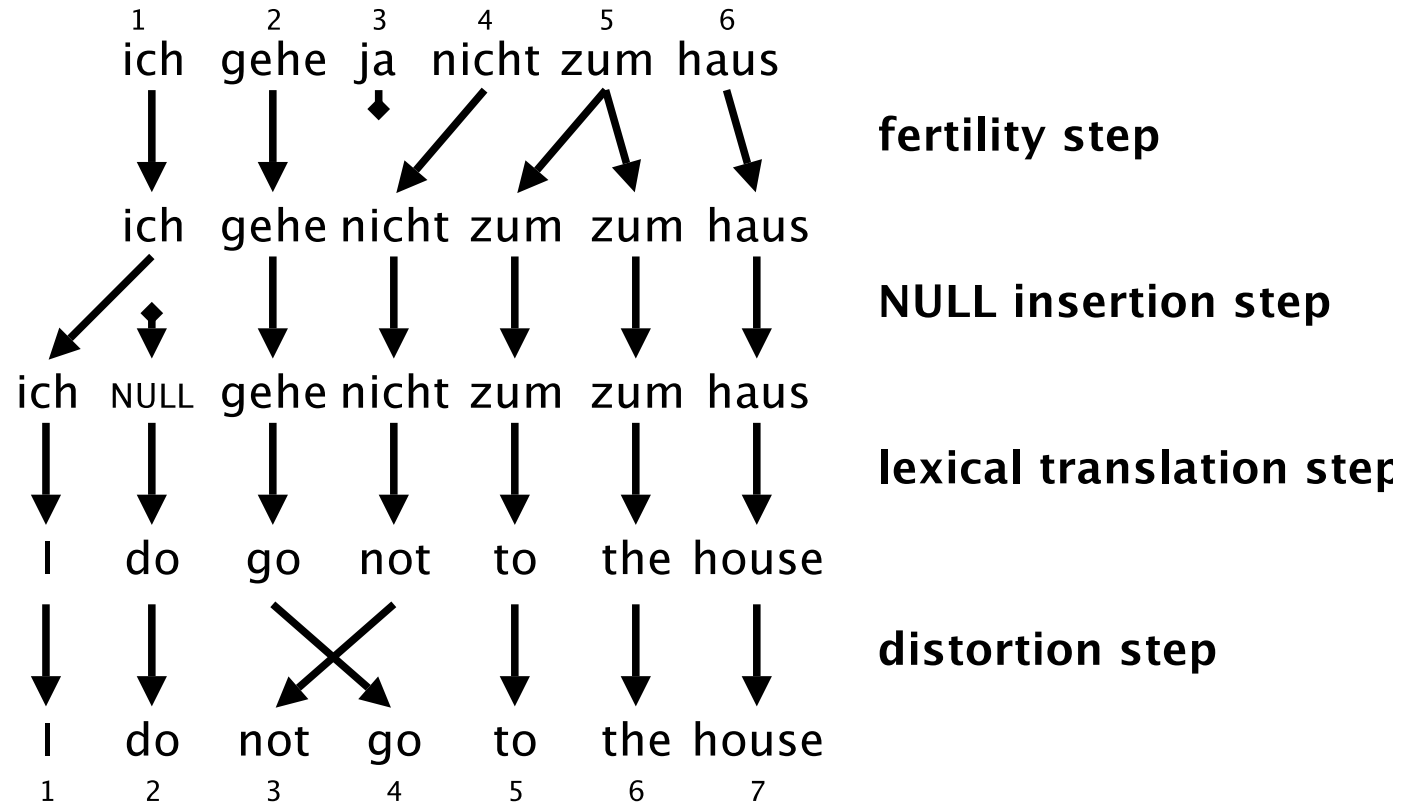 1 2 3 4 5 6
ich gehe ja nicht zum haus
fertility step
ich gehe nicht zum zum haus
NULL insertion step
ich NULL gehe nicht zum zum haus
lexical translation step
I do go not to the house
distortion step
I do not go to the house
1 2 3 4 5 6 7